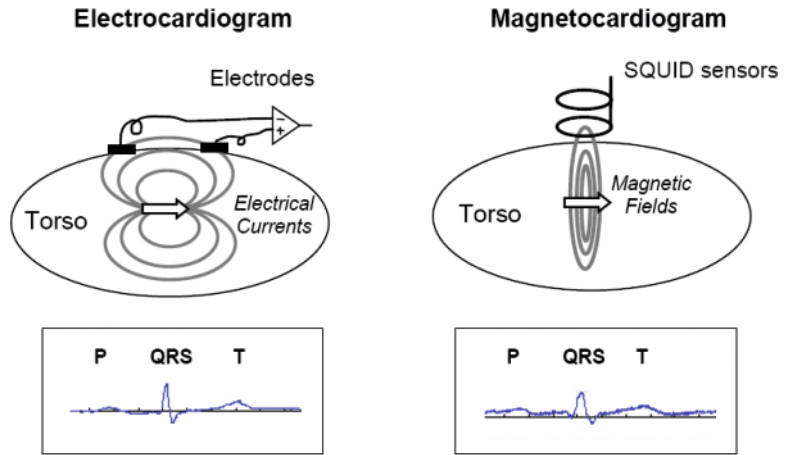 Electrocardiogram
Electrodes
−
+
Torso
Electrical
Currents
P QRS T
Magnetocardiogram
SQUID sensors
Torso
Magnetic
Fields
P QRS T